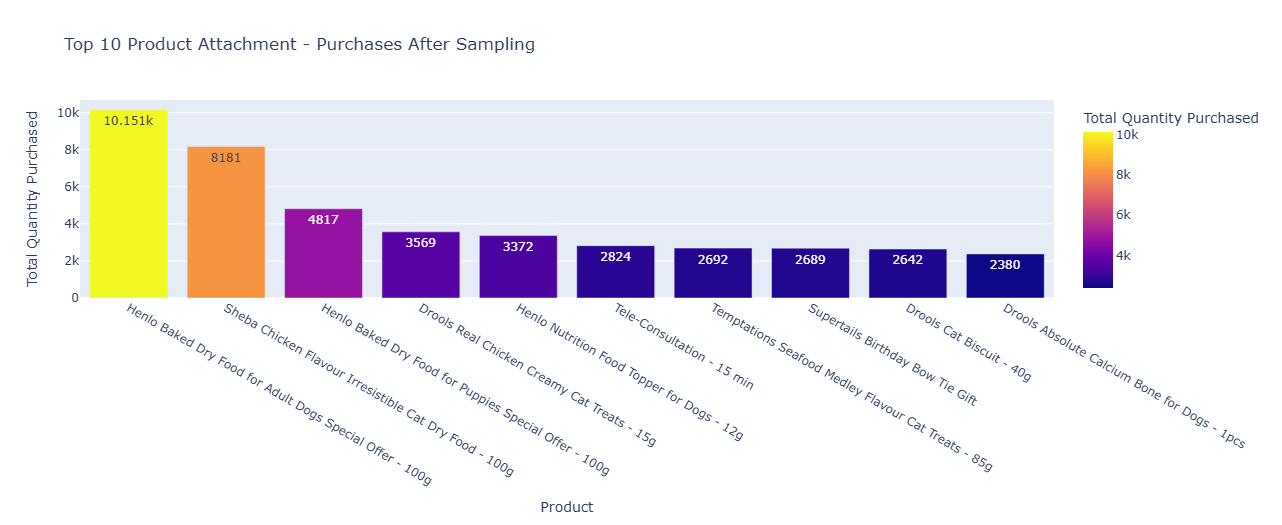 Top 10 Product Attachment - Purchases After Sampling
Total Quantity Purchased
10k
8k
6k
4k
2k
0
10.151k
8181
4817
3569
3372
2824
2692
2689
2642
2380
Henlo Baked Dry Food for Adult Dogs Special Offer - 100g
Sheba Chicken Flavour Irresistible Cat Dry Food - 100g
Henlo Baked Dry Food for Puppies Special Offer - 100g
Drools Real Chicken Creamy Cat Treats - 15g
Henlo Nutrition Food Topper for Dogs - 12g
Tele-Consultation - 15 min
Temptations Seafood Medley Flavour Cat Treats - 85g
Supertails Birthday Bow Tie Gift
Drools Cat Biscuit - 40g
Drools Absolute Calcium Bone for Dogs - 1pcs
Product
Total Quantity Purchased
10k
8k
6k
4k